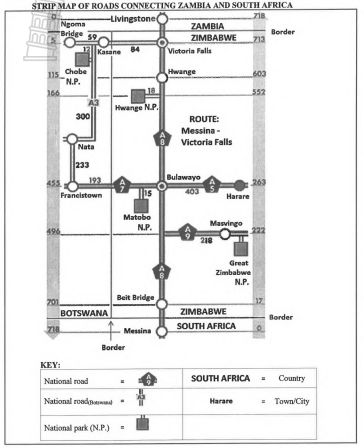 STRIP MAP OF ROADS CONNECTING ZAMBIA AND SOUTH AFRICA
0 Livingstone 718
Ngoma Bridge ZAMBIA Border
5 59 84 ZIMBABWE 713
Kasane Victoria Falls
12
Chobe N.P.
115 Hwange 603
166 18 552
A3 Hwange N.P.
300 ROUTE:
Messina -
Victoria Falls
A8
Nata
233
Bulawayo
455 193 A7 403 A5 263
Francistown 15 Harare
Matobo N.P.
Masvingo
496 A9 218 222
Great
Zimbabwe
N.P.
A8
701 Beit Bridge 17
BOTSWANA ZIMBABWE Border
718 Messina SOUTH AFRICA 0
Border
KEY:
National road = A9 SOUTH AFRICA = Country
National road(Botswana) = A3 Harare = Town/City
National park (N.P.) =